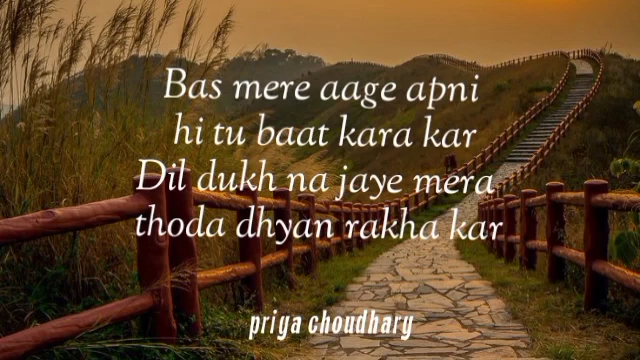 Bas mere aage apni
hi tu baat kara kar
Dil dukh na jaye mera
thoda dhyan rakha kar
priya choudhary